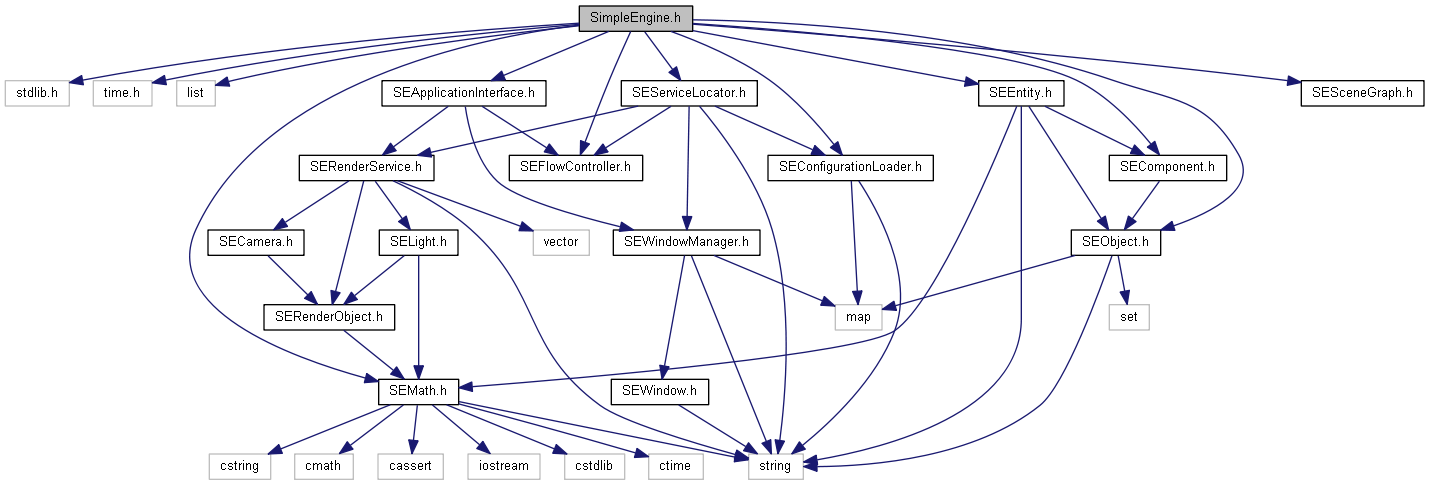 SimpleEngine.h
stdlib.h
time.h
list
SEApplicationInterface.h
SEServiceLocator.h
SEEntity.h
SESceneGraph.h
SERenderService.h
SEFlowController.h
SEConfigurationLoader.h
SEComponent.h
SECamera.h
SELight.h
vector
SEWindowManager.h
SEObject.h
SERenderObject.h
map
set
SEMath.h
SEWindow.h
cstring
cmath
cassert
iostream
cstdlib
ctime
string